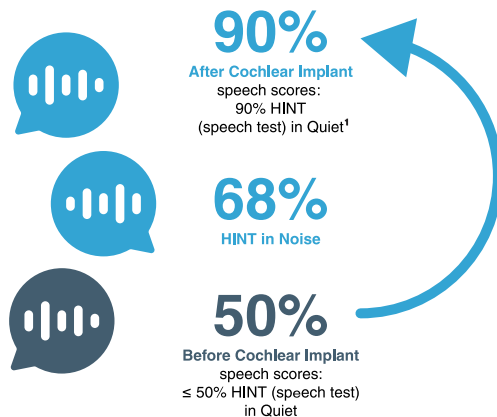 90%
After Cochlear Implant
speech scores:
90% HINT
(speech test) in Quiet¹
68%
HINT in Noise
50%
Before Cochlear Implant
speech scores:
≤ 50% HINT (speech test)
in Quiet